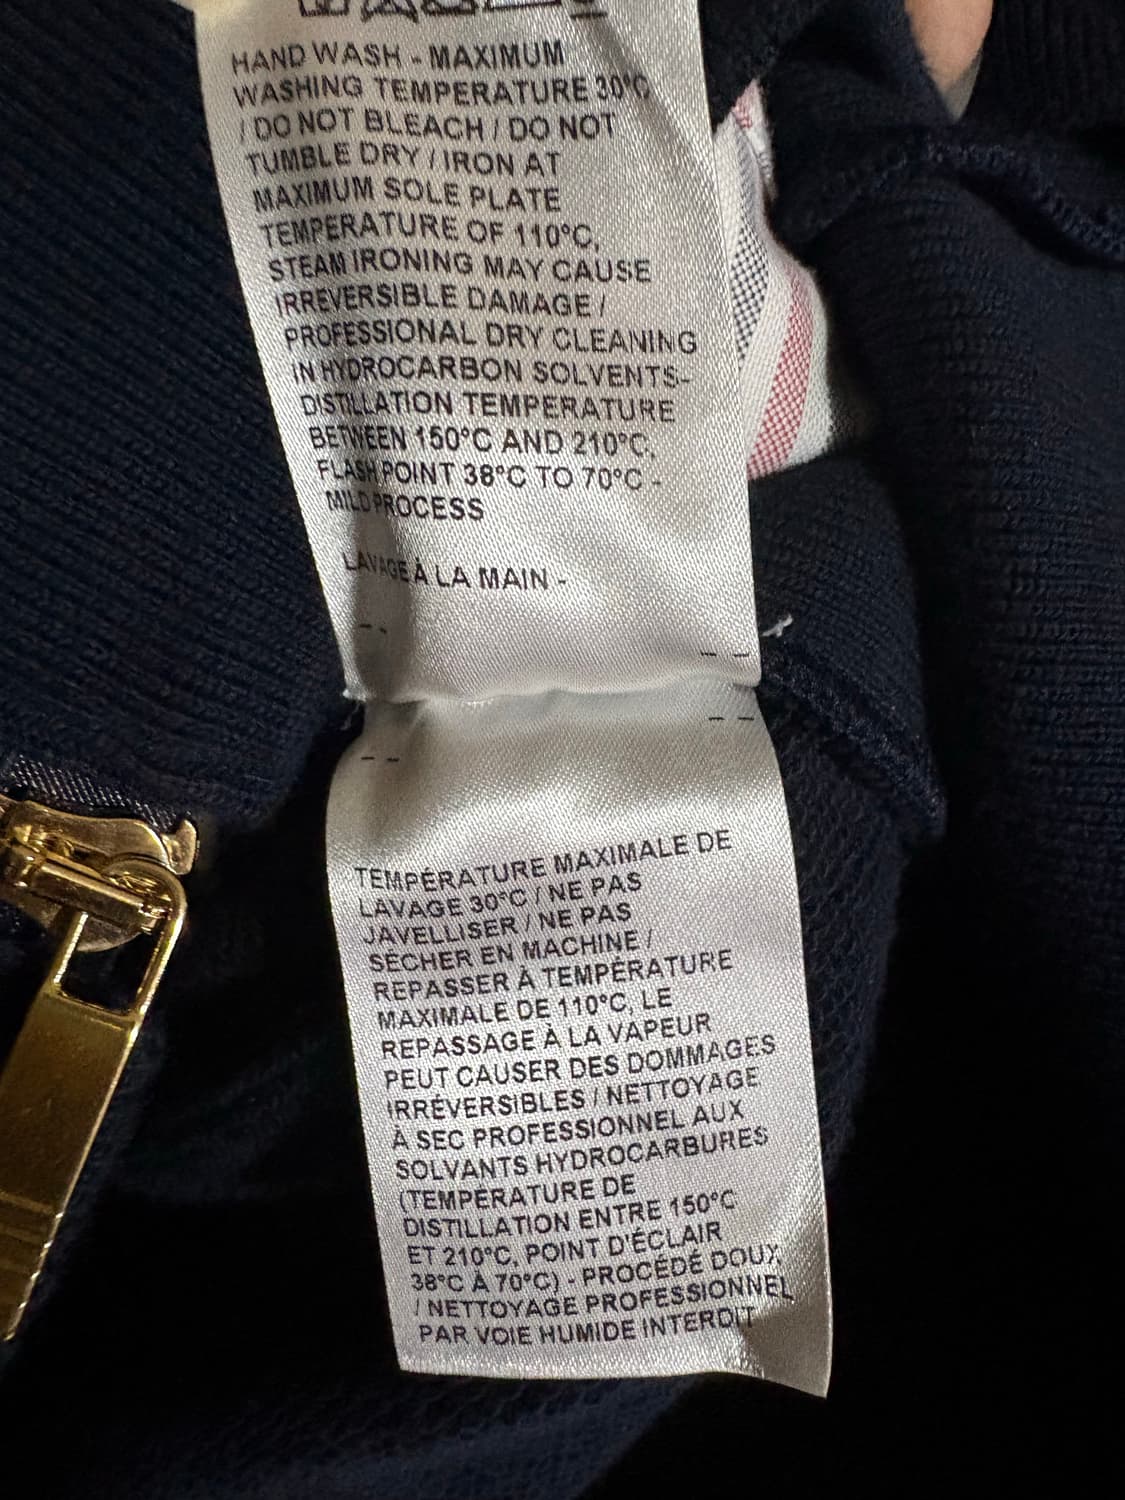 HAND WASH - MAXIMUM
WASHING TEMPERATURE 30°C
/ DO NOT BLEACH / DO NOT
TUMBLE DRY / IRON AT
MAXIMUM SOLE PLATE
TEMPERATURE OF 110°C,
STEAM IRONING MAY CAUSE
IRREVERSIBLE DAMAGE /
PROFESSIONAL DRY CLEANING
IN HYDROCARBON SOLVENTS-
DISTILLATION TEMPERATURE
BETWEEN 150°C AND 210°C,
FLASH POINT 38°C TO 70°C -
MILD PROCESS
LAVAGE À LA MAIN -
TEMPÉRATURE MAXIMALE DE
LAVAGE 30°C / NE PAS
JAVELLISER / NE PAS
SÉCHER EN MACHINE /
REPASSER À TEMPÉRATURE
MAXIMALE DE 110°C, LE
REPASSAGE À LA VAPEUR
PEUT CAUSER DES DOMMAGES
IRRÉVERSIBLES / NETTOYAGE
À SEC PROFESSIONNEL AUX
SOLVANTS HYDROCARBURES
(TEMPÉRATURE DE
DISTILLATION ENTRE 150°C
ET 210°C, POINT D'ÉCLAIR
38°C À 70°C) - PROCÉDÉ DOUX,
/ NETTOYAGE PROFESSIONNEL
PAR VOIE HUMIDE INTERDIT